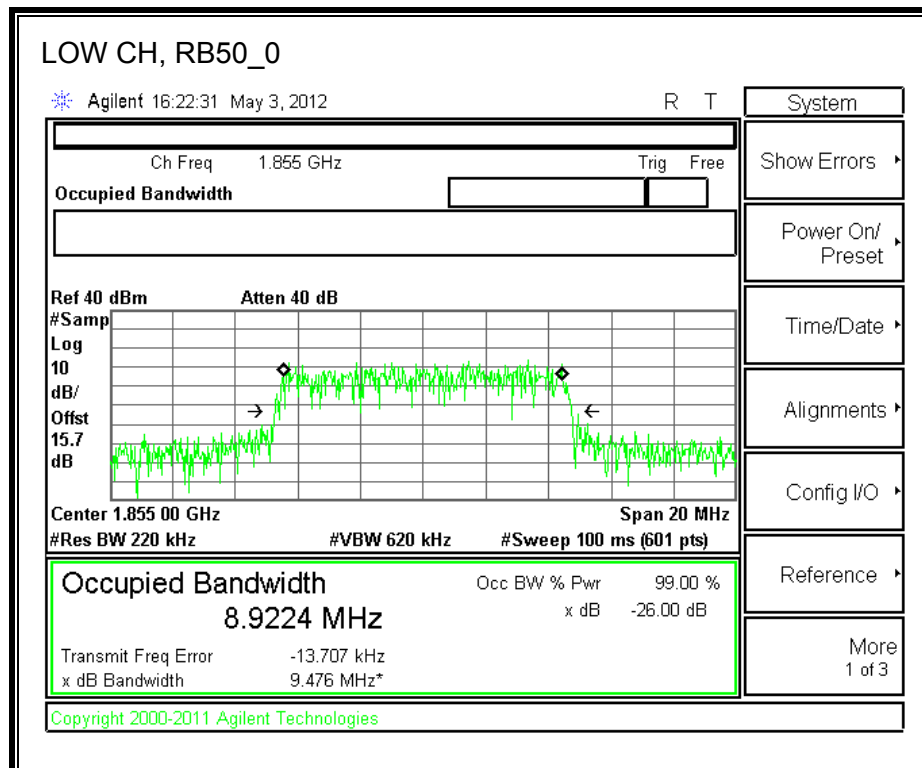 LOW CH, RB50_0
Agilent 16:22:31 May 3, 2012 R T
System
Ch Freq 1.855 GHz Trig Free
Occupied Bandwidth
Show Errors
Power On/
Preset
Time/Date
Alignments
Config I/O
Reference
More
1 of 3
Ref 40 dBm Atten 40 dB
#Samp
Log
10
dB/
Offst
15.7
dB
Center 1.855 00 GHz Span 20 MHz
#Res BW 220 kHz #VBW 620 kHz #Sweep 100 ms (601 pts)
Occupied Bandwidth
8.9224 MHz
Occ BW % Pwr 99.00 %
x dB -26.00 dB
Transmit Freq Error -13.707 kHz
x dB Bandwidth 9.476 MHz*
Copyright 2000-2011 Agilent Technologies